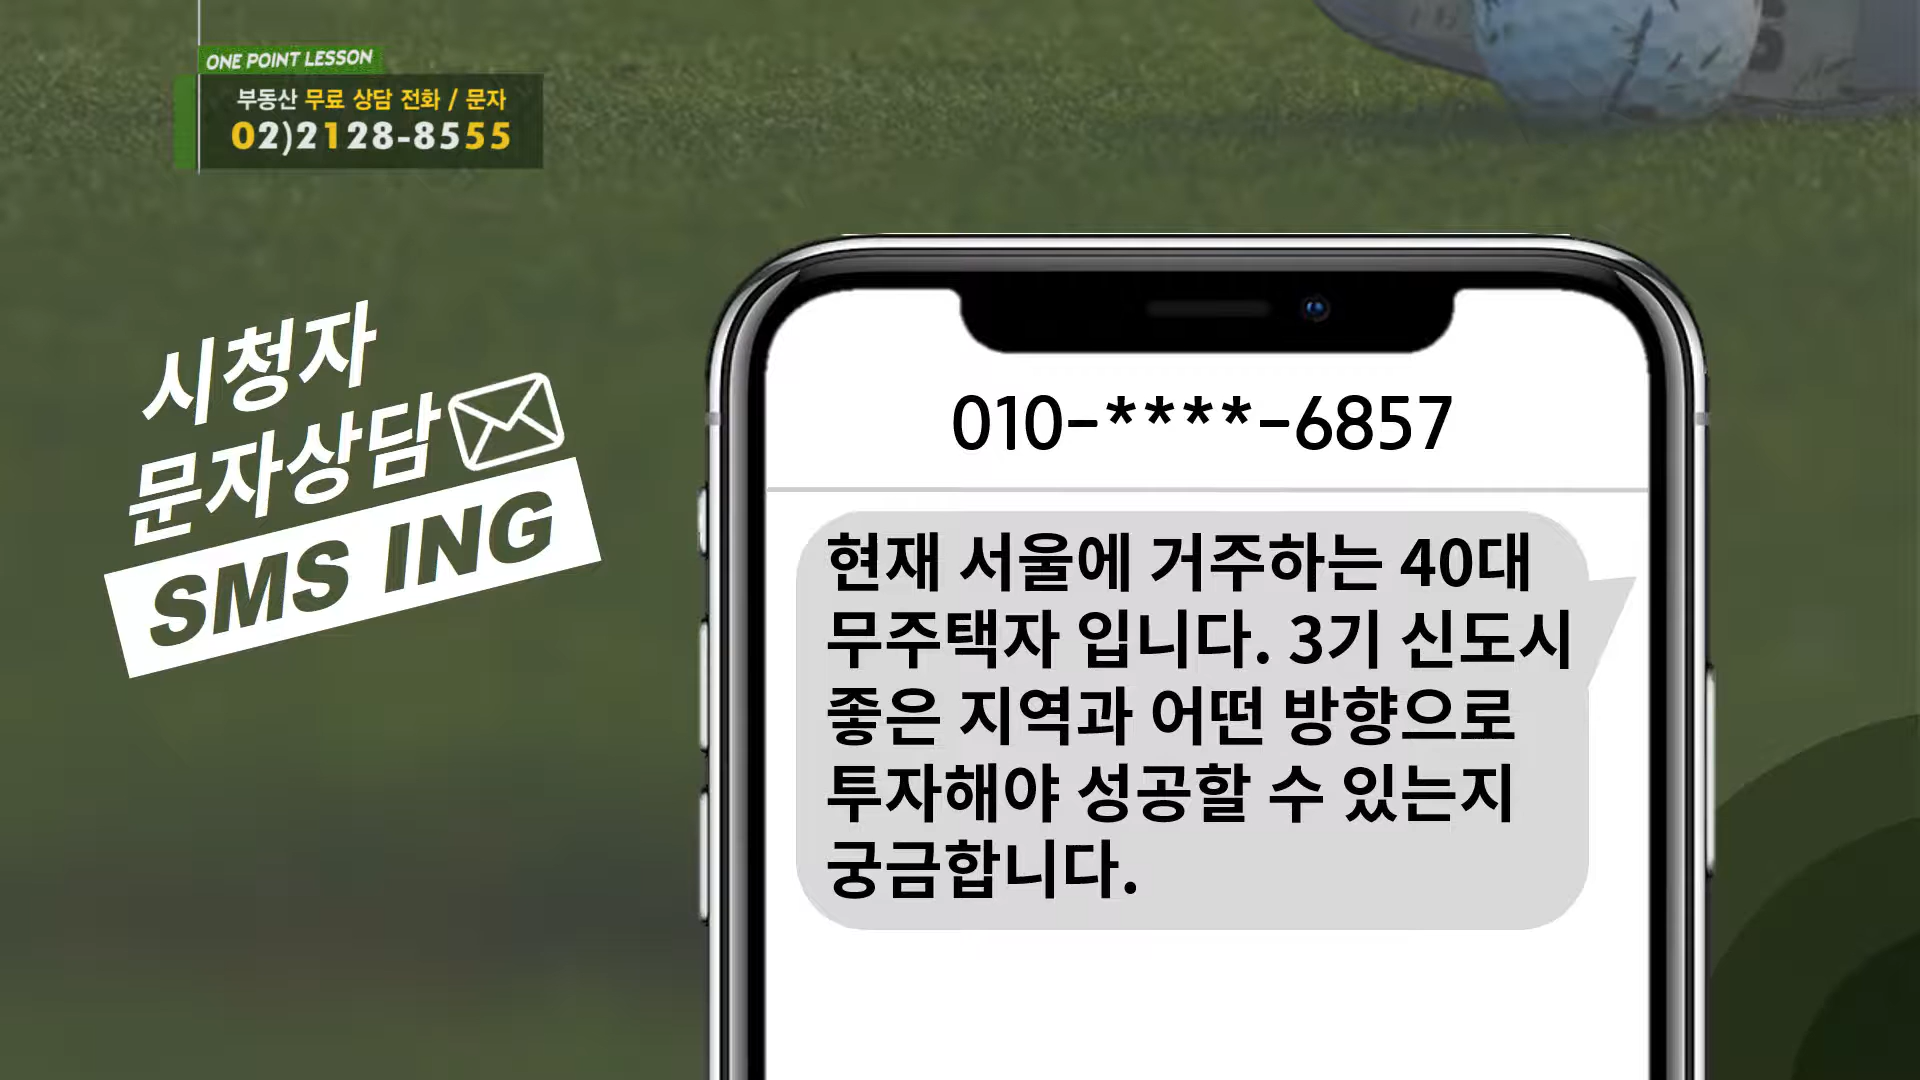 ONE POINT LESSON
부동산 무료 상담 전화 / 문자
02)2128-8555
시청자
문자상담
SMS ING
010-****-6857
현재 서울에 거주하는 40대
무주택자 입니다. 3기 신도시
좋은 지역과 어떤 방향으로
투자해야 성공할 수 있는지
궁금합니다.